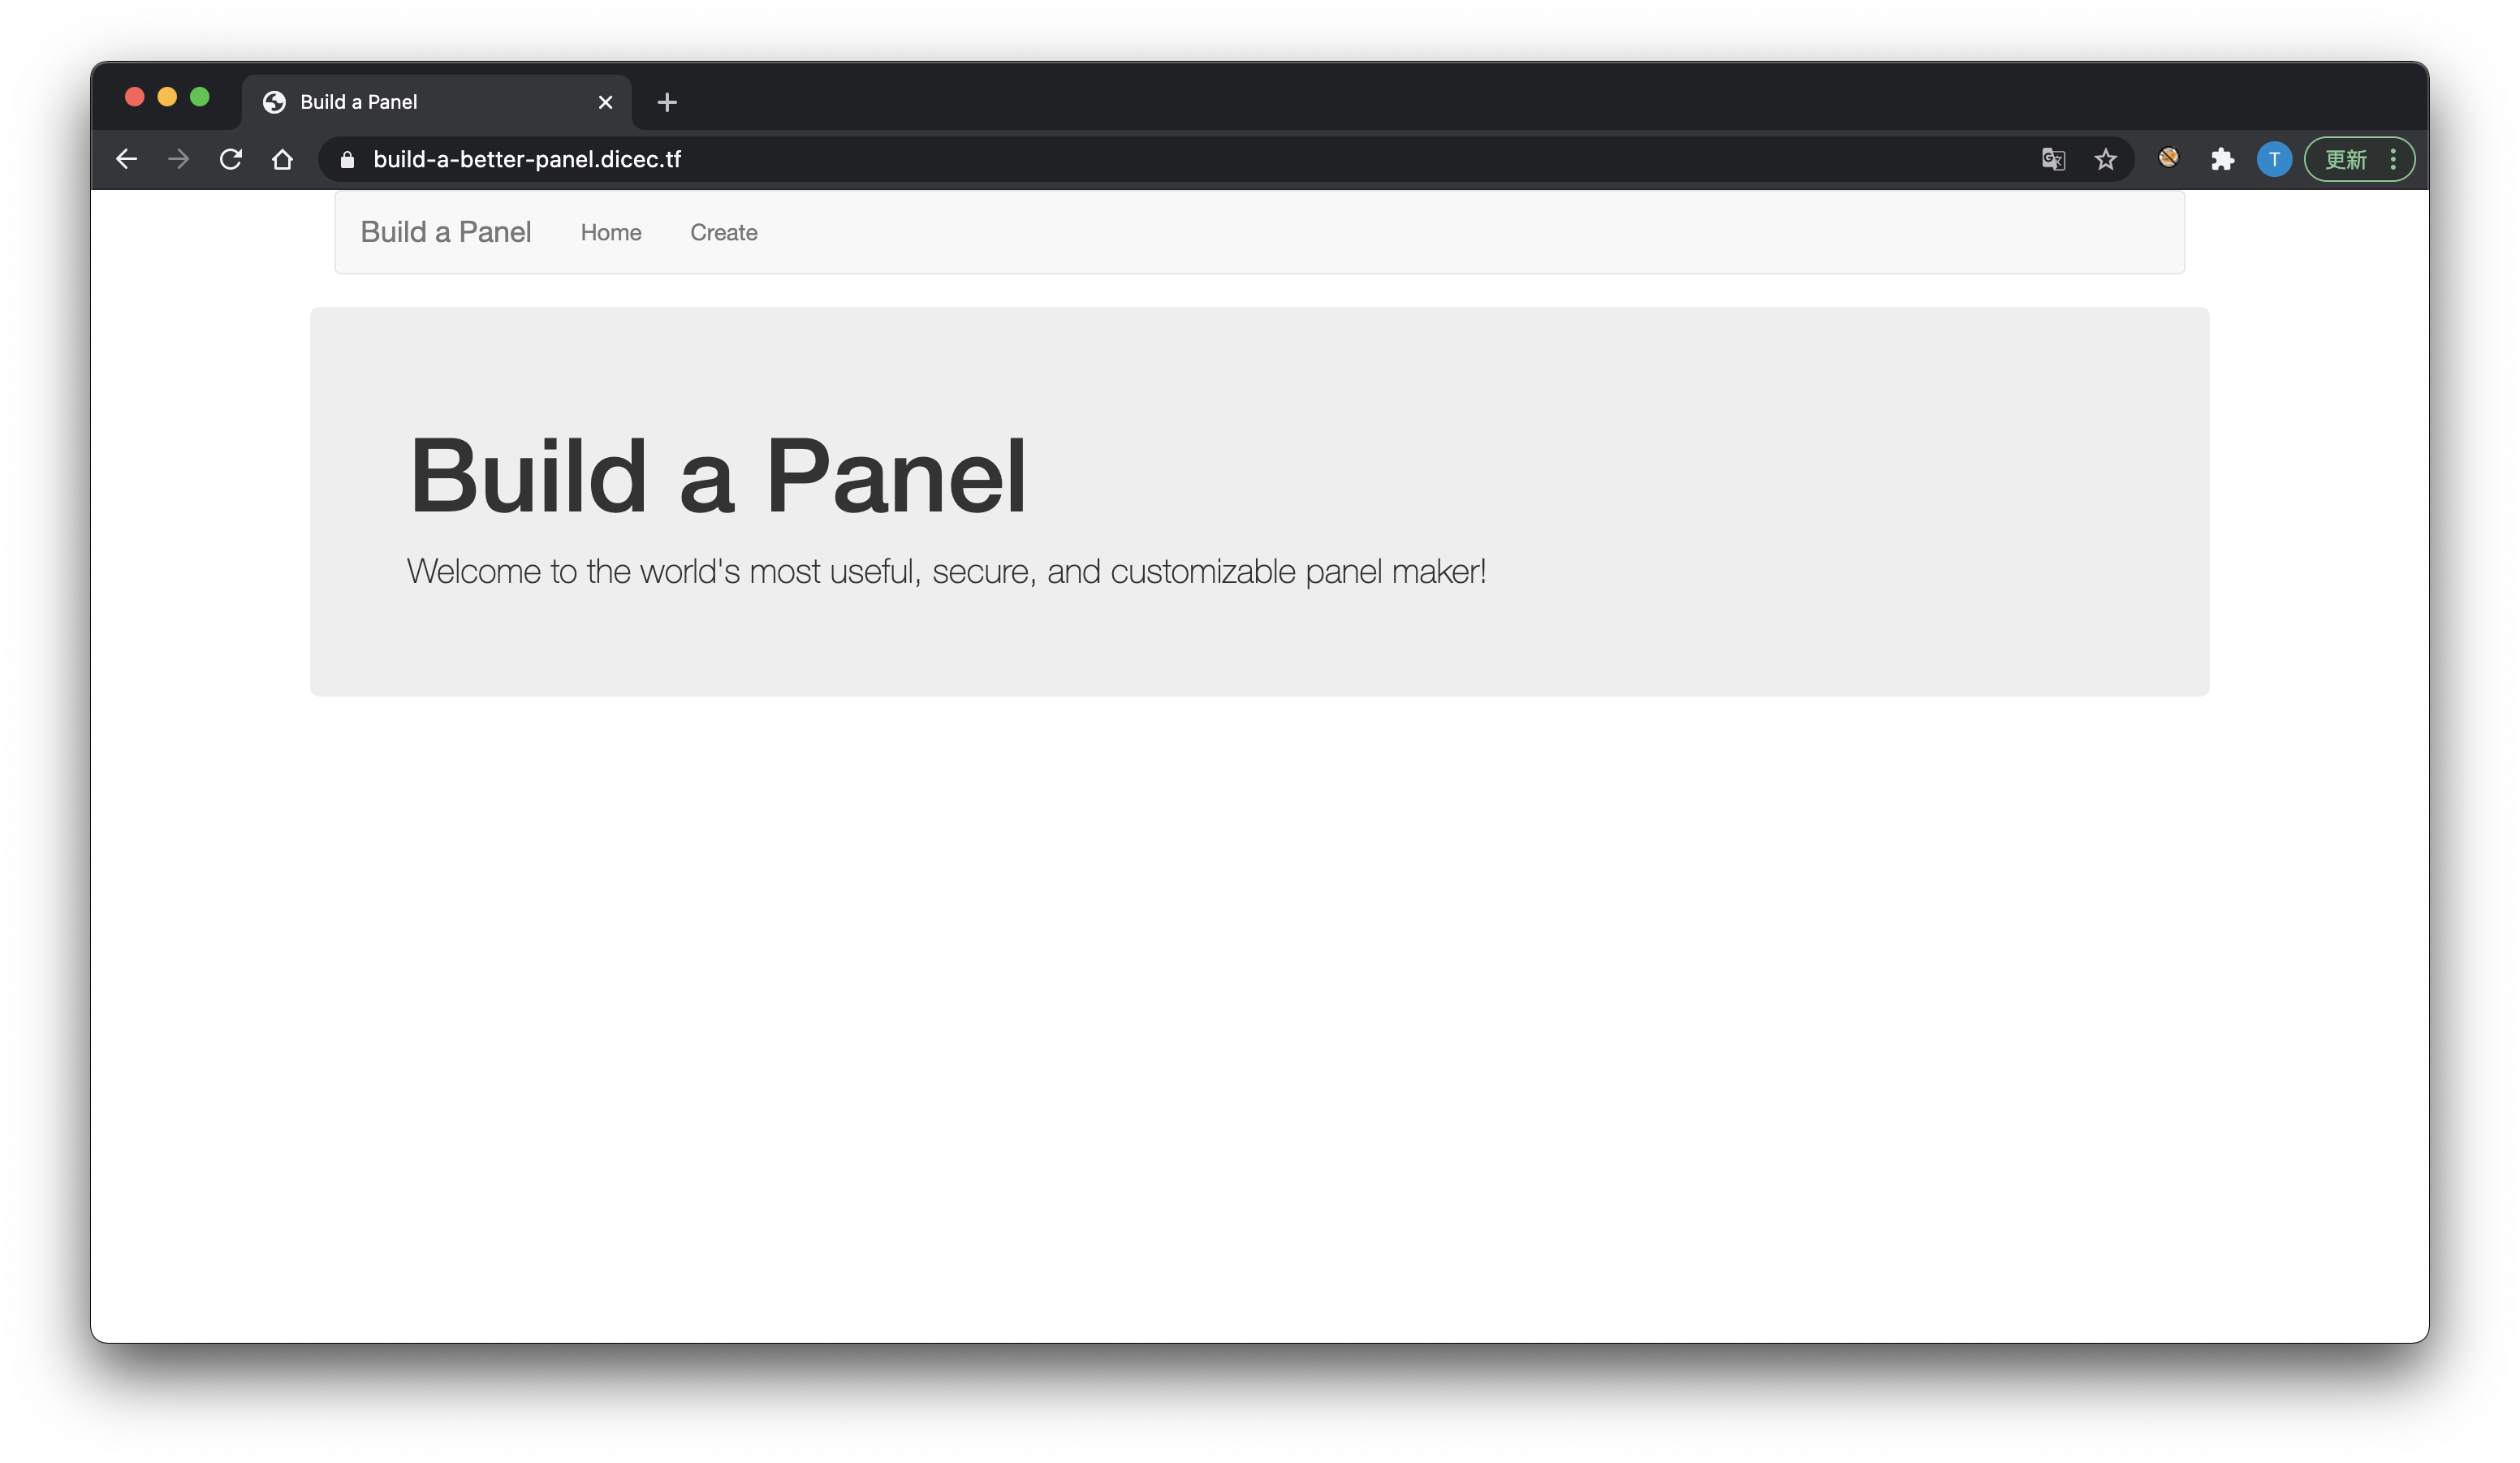 Build a Panel
build-a-better-panel.dicec.tf
T
更新
Build a Panel Home Create
Build a Panel
Welcome to the world's most useful, secure, and customizable panel maker!